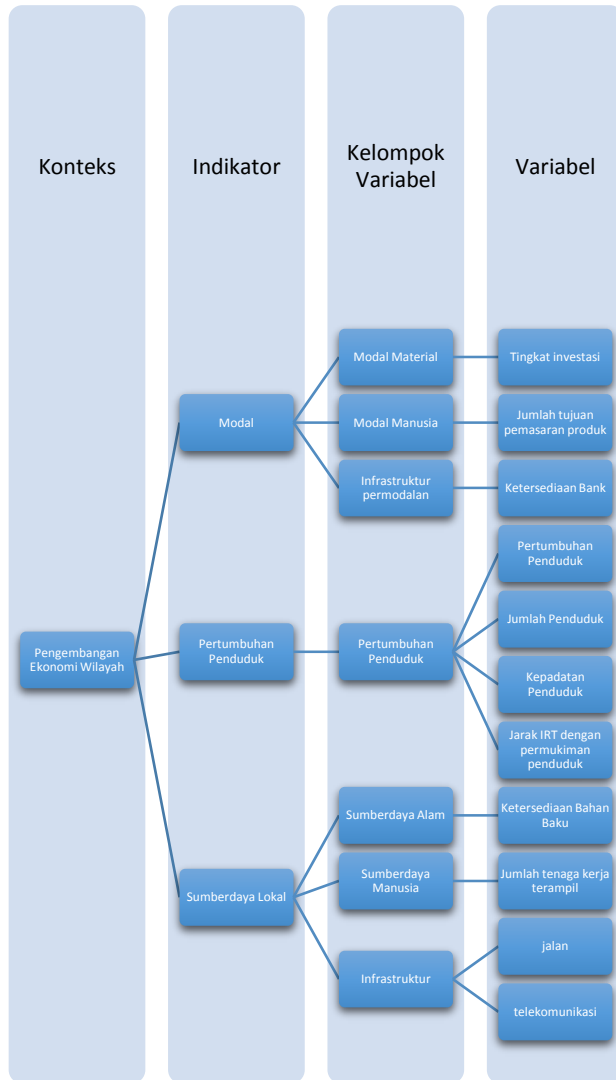 Konteks
Indikator
Kelompok
Variabel
Variabel
Pengembangan
Ekonomi Wilayah
Modal
Modal Material
Tingkat investasi
Modal Manusia
Jumlah tujuan
pemasaran produk
Infrastruktur
permodalan
Ketersediaan Bank
Pertumbuhan
Penduduk
Pertumbuhan
Penduduk
Pertumbuhan
Penduduk
Jumlah Penduduk
Kepadatan
Penduduk
Jarak IRT dengan
permukiman
penduduk
Sumberdaya Lokal
Sumberdaya Alam
Ketersediaan Bahan
Baku
Sumberdaya
Manusia
Jumlah tenaga kerja
terampil
Infrastruktur
jalan
telekomunikasi